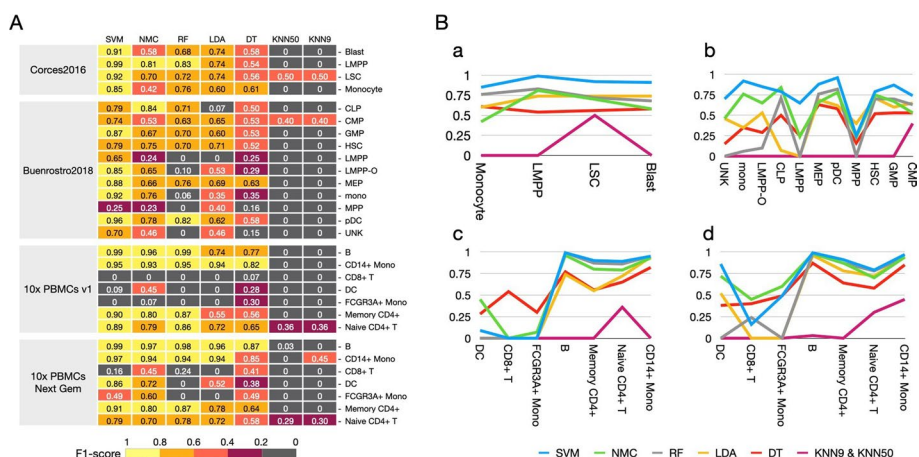 A
SVM NMC RF LDA DT KNN50 KNN9
Corces2016
0.91 0.58 0.68 0.74 0.58 0 0 - Blast
0.99 0.81 0.83 0.74 0.54 0 0 - LMPP
0.92 0.70 0.72 0.74 0.56 0.50 0.50 - LSC
0.85 0.42 0.76 0.60 0.61 0 0 - Monocyte
Buenrostro2018
0.79 0.84 0.71 0.07 0.50 0 0 - CLP
0.74 0.53 0.63 0.65 0.53 0.40 0.40 - CMP
0.87 0.67 0.70 0.60 0.53 0 0 - GMP
0.79 0.75 0.70 0.71 0.52 0 0 - HSC
0.65 0.24 0 0 0.25 0 0 - LMPP
0.85 0.65 0.10 0.53 0.29 0 0 - LMPP-O
0.88 0.66 0.76 0.69 0.63 0 0 - MEP
0.92 0.76 0.06 0.35 0.35 0 0 - mono
0.25 0.23 0 0.40 0.16 0 0 - MPP
0.96 0.78 0.82 0.62 0.58 0 0 - pDC
0.70 0.46 0 0.46 0.15 0 0 - UNK
10x PBMCs v1
0.99 0.96 0.99 0.74 0.77 0 0 - B
0.95 0.93 0.95 0.94 0.82 0 0 - CD14+ Mono
0 0 0 0 0.07 0 0 - CD8+ T
0.09 0.45 0 0 0.28 0 0 - DC
0 0.07 0 0 0.30 0 0 - FCGR3A+ Mono
0.90 0.80 0.87 0.55 0.56 0 0 - Memory CD4+
0.89 0.79 0.86 0.72 0.65 0.36 0.36 - Naive CD4+ T
10x PBMCs
Next Gem
0.99 0.97 0.98 0.96 0.87 0.03 0 - B
0.97 0.94 0.94 0.94 0.85 0 0.45 - CD14+ Mono
0.16 0.45 0.24 0 0.41 0 0 - CD8+ T
0.86 0.72 0 0.52 0.38 0 0 - DC
0.49 0.60 0 0 0.49 0 0 - FCGR3A+ Mono
0.91 0.80 0.87 0.78 0.64 0 0 - Memory CD4+
0.79 0.70 0.78 0.72 0.58 0.29 0.30 - Naive CD4+ T
F1-score
1 0.8 0.6 0.4 0.2 0
B
a
1
0.75
0.5
0.25
0
Monocyte LMPP LSC Blast
b
1
0.75
0.5
0.25
0
UNK mono LMPP-O CLP LMPP MEP pDC MPP HSC GMP CMP
c
1
0.75
0.5
0.25
0
DC CD8+ T FCGR3A+ Mono B Memory CD4+ Naive CD4+ T CD14+ Mono
d
1
0.75
0.5
0.25
0
DC CD8+ T FCGR3A+ Mono B Memory CD4+ Naive CD4+ T CD14+ Mono
SVM NMC RF LDA DT KNN9 & KNN50